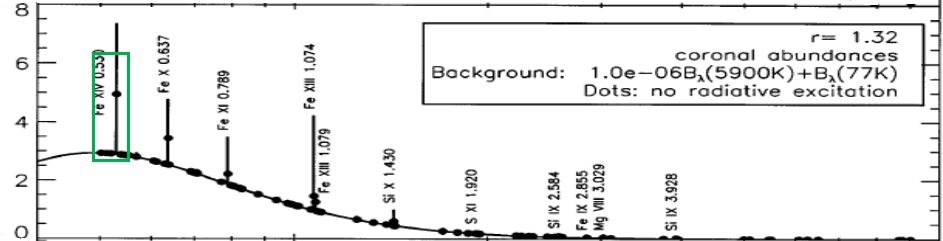 8
6
4
2
0
r= 1.32
coronal abundances
Background: 1.0e-06Bλ(5900K)+Bλ(77K)
Dots: no radiative excitation
Fe XIV 0.530
Fe X 0.637
Fe XI 0.789
Fe XIII 1.074
Fe XIII 1.079
Si X 1.430
S XI 1.920
Si IX 2.584
Fe IX 2.855
Mg VIII 3.029
Si IX 3.928